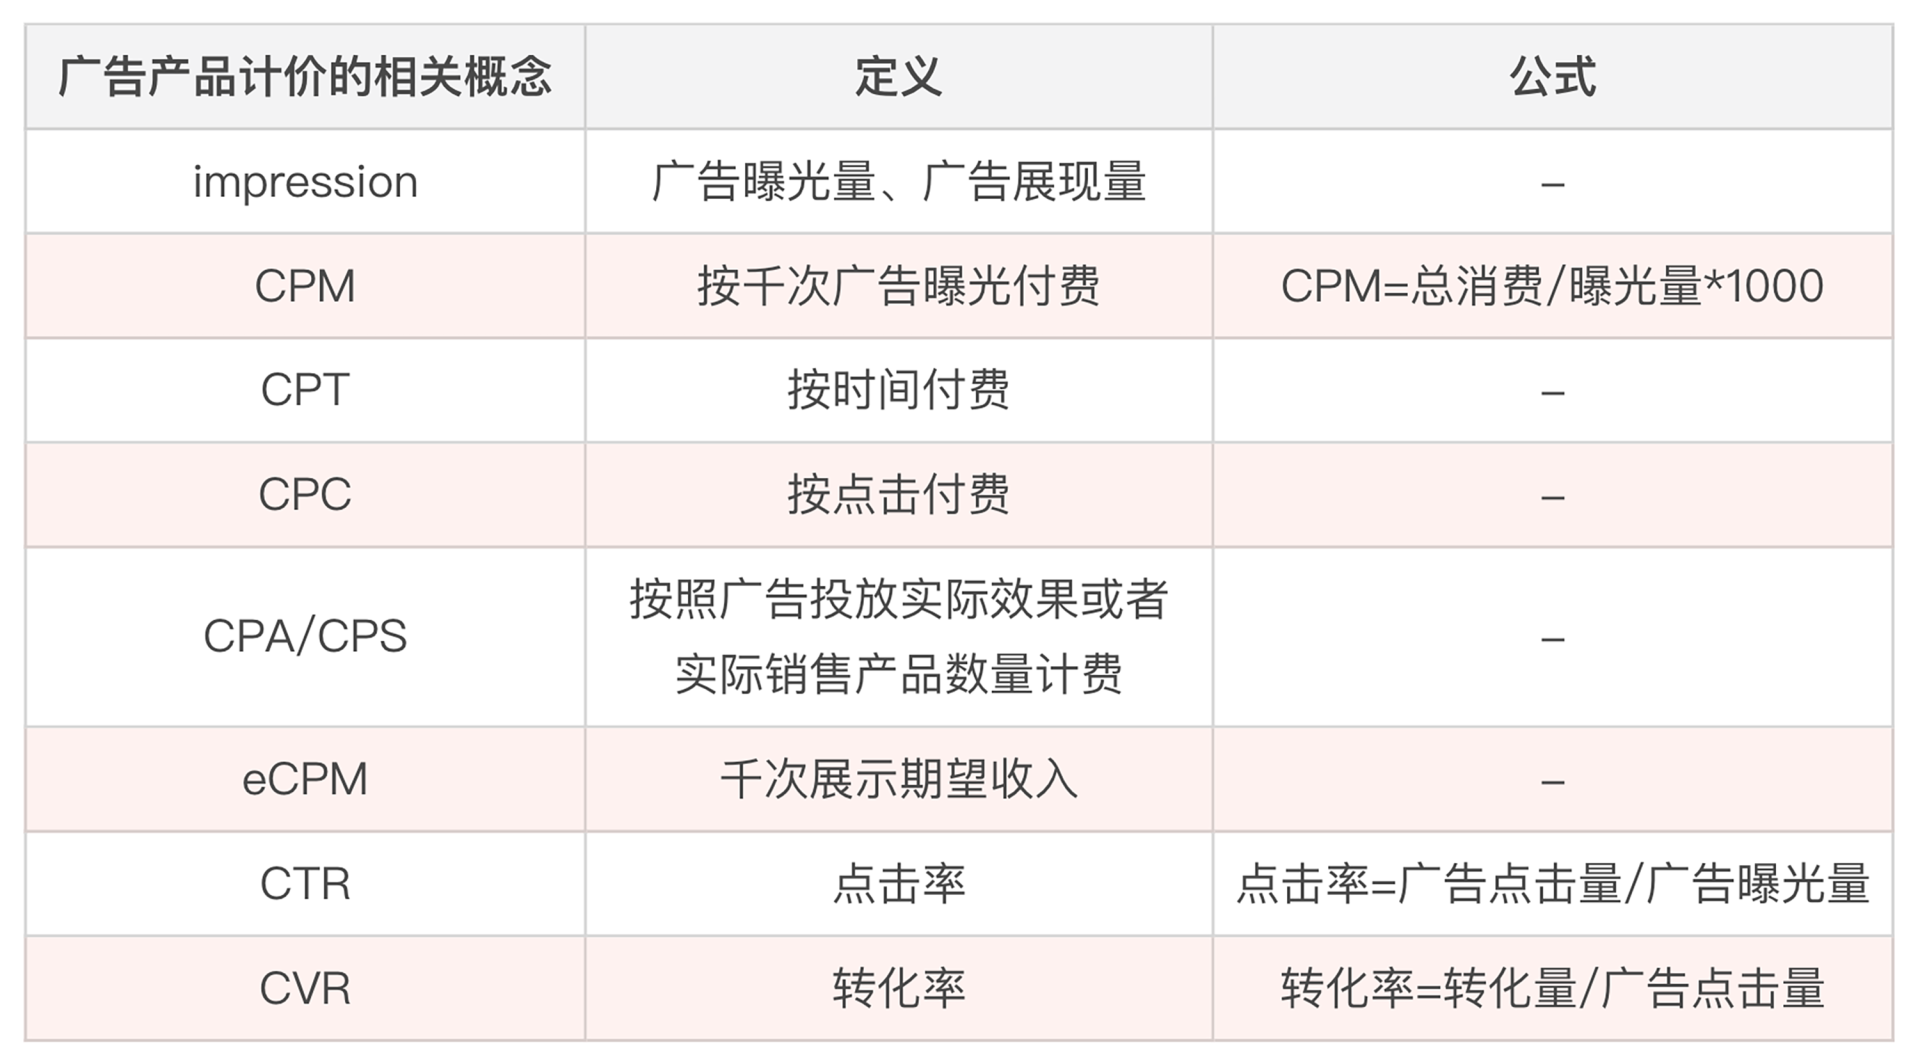 广告产品计价的相关概念 定义 公式
impression 广告曝光量、广告展现量 –
CPM 按千次广告曝光付费 CPM=总消费/曝光量*1000
CPT 按时间付费 –
CPC 按点击付费 –
CPA/CPS 按照广告投放实际效果或者
实际销售产品数量计费 –
eCPM 千次展示期望收入 –
CTR 点击率 点击率=广告点击量/广告曝光量
CVR 转化率 转化率=转化量/广告点击量